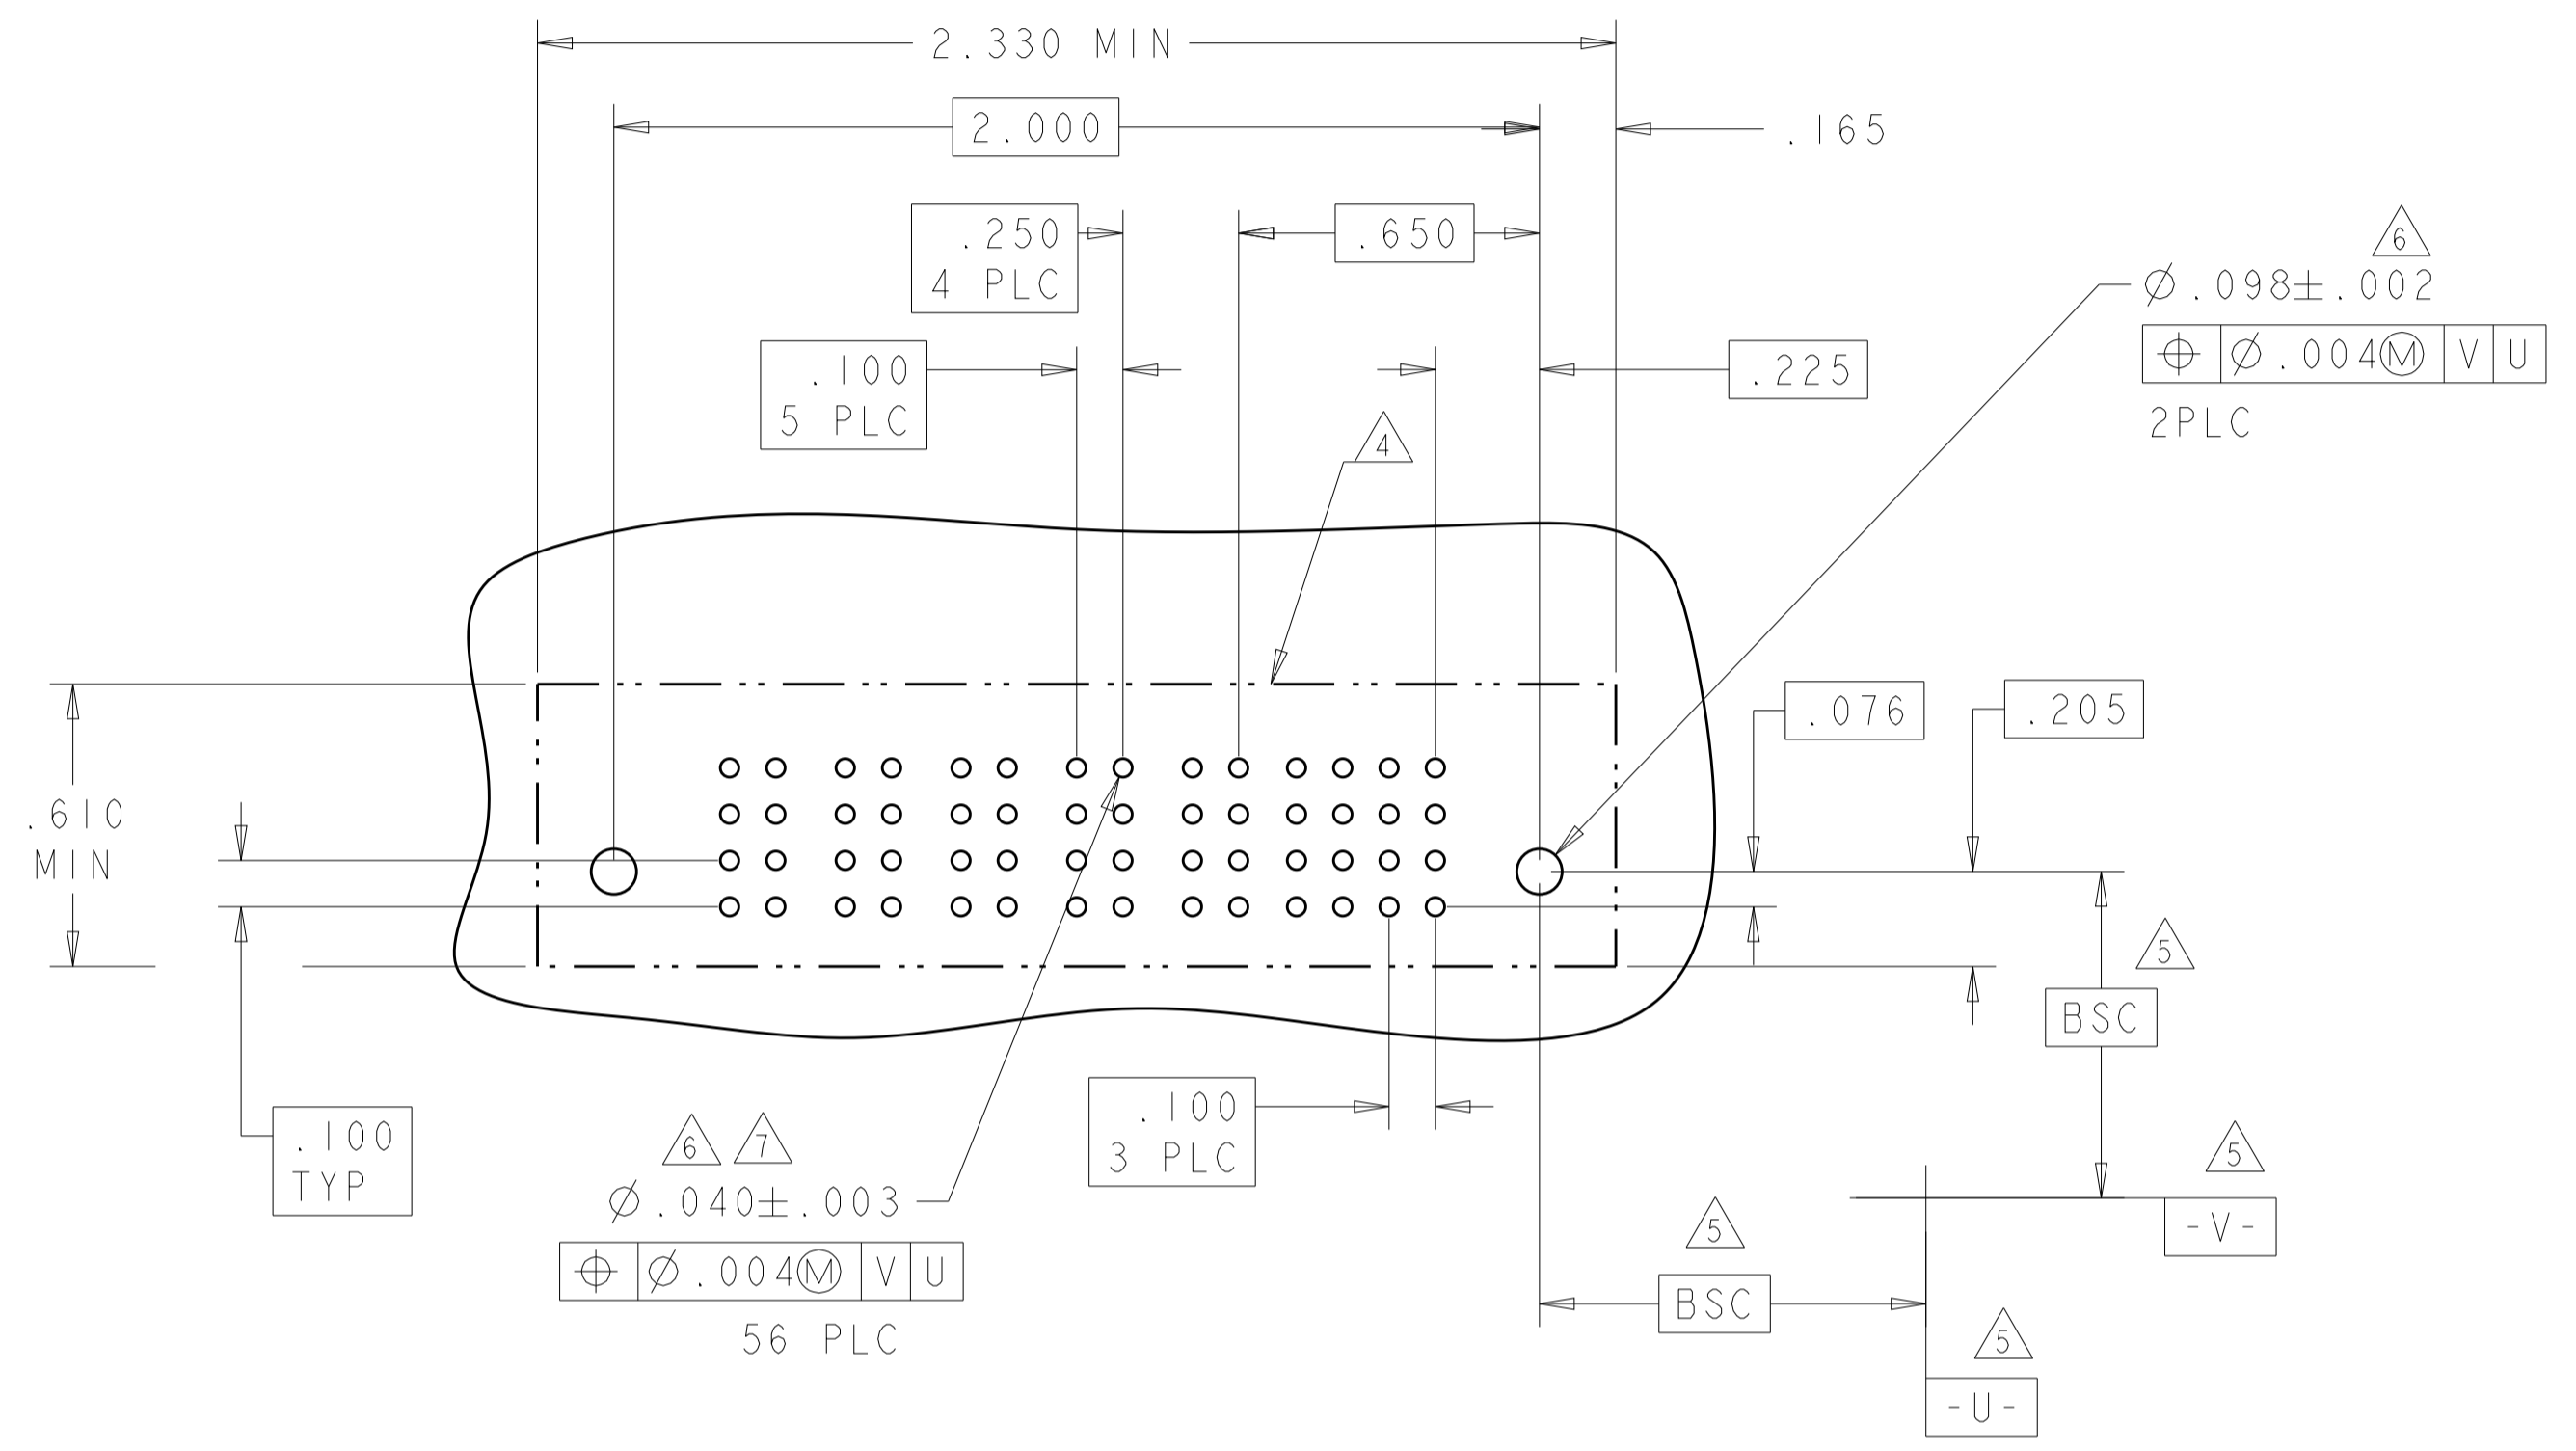 2.330 MIN
2.000
.165
.250
4 PLC
.650
6
Ø.098±.002
⌖ Ø.004Ⓜ V U
2PLC
.100
5 PLC
.225
4
.076
.205
.610
MIN
5
BSC
.100
TYP
6 7
Ø.040±.003
⌖ Ø.004Ⓜ V U
56 PLC
.100
3 PLC
5
-V-
5
BSC
5
-U-